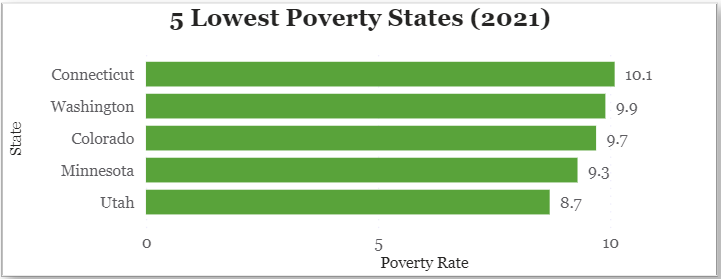 5 Lowest Poverty States (2021)
State
Connecticut 10.1
Washington 9.9
Colorado 9.7
Minnesota 9.3
Utah 8.7
0 5 10
Poverty Rate